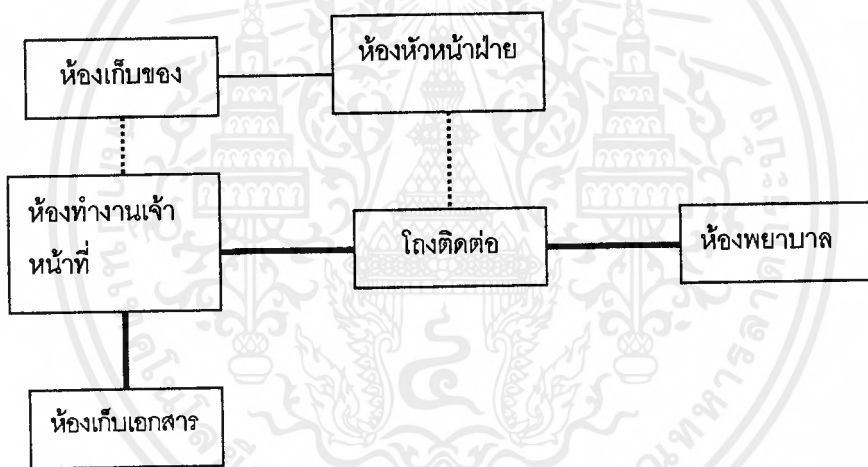 ห้องเก็บของ
ห้องหัวหน้าฝ่าย
ห้องทำงานเจ้า
หน้าที่
โถงติดต่อ
ห้องพยาบาล
ห้องเก็บเอกสาร